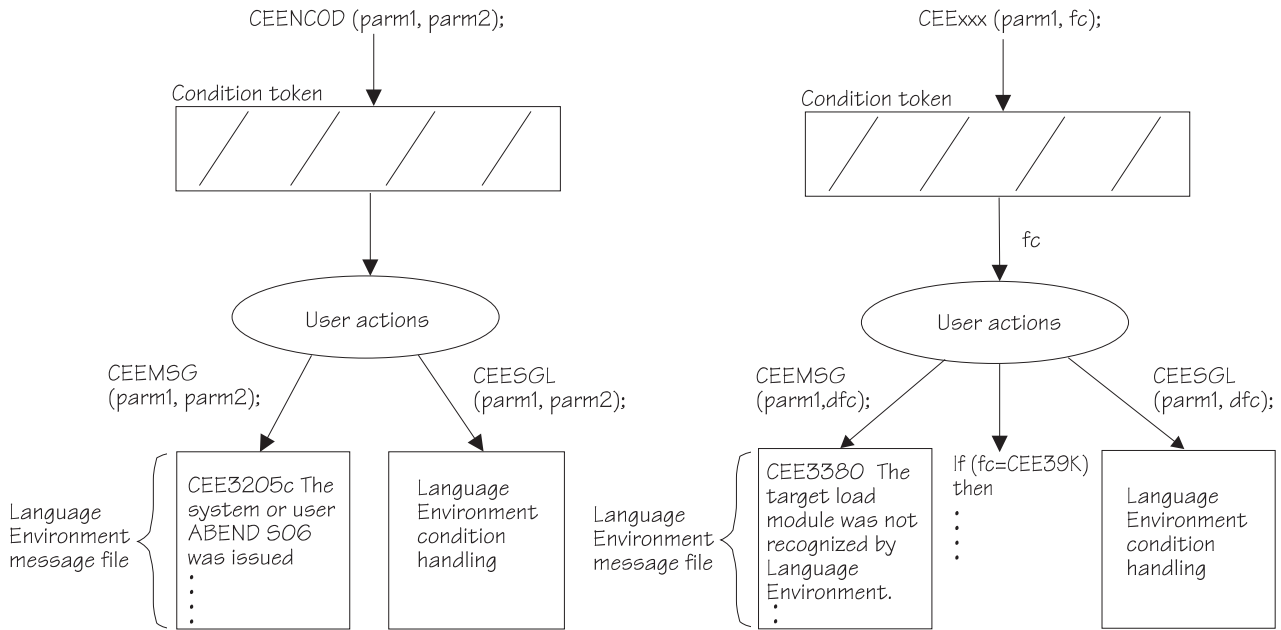 CEENCOD (parm1, parm2);
Condition token
User actions
CEEMSG
(parm1, parm2);
CEESGL
(parm1, parm2);
Language
Environment
message file
CEE3205c The
system or user
ABEND S06
was issued
Language
Environment
condition
handling
CEExxx (parm1, fc);
Condition token
fc
User actions
CEEMSG
(parm1,dfc);
CEESGL
(parm1, dfc);
Language
Environment
message file
CEE3380 The
target load
module was not
recognized by
Language
Environment.
If (fc=CEE39K)
then
Language
Environment
condition
handling